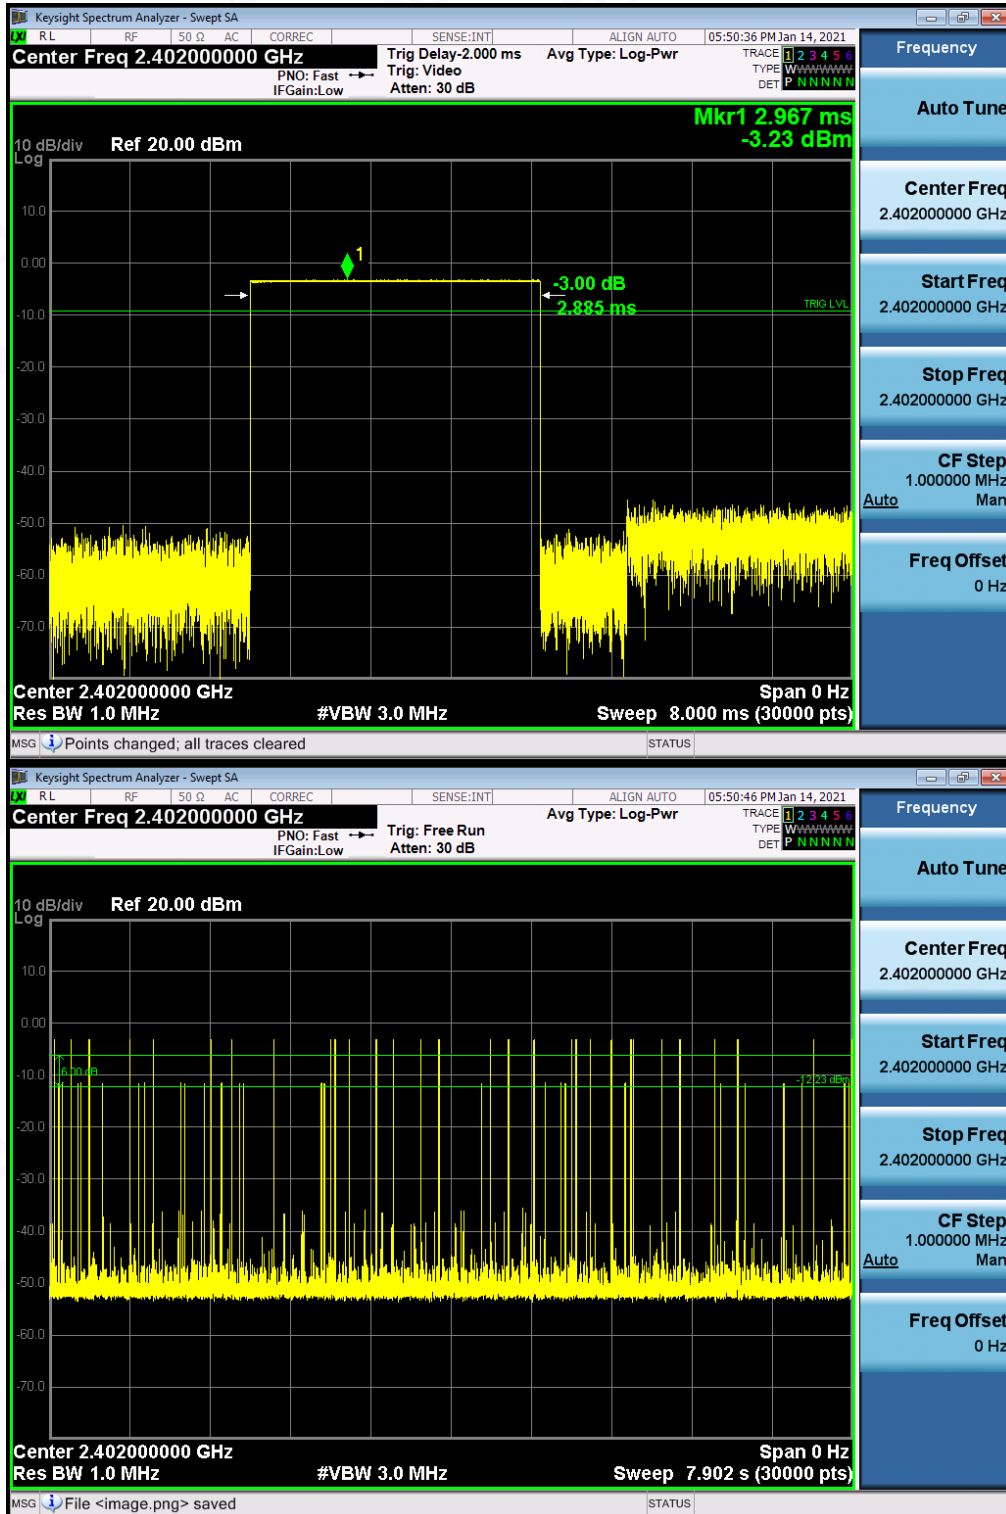 Keysight Spectrum Analyzer - Swept SA
LXI RL RF 50 Ω AC CORREC SENSE:INT ALIGN AUTO 05:50:36 PM Jan 14, 2021
Center Freq 2.402000000 GHz
PNO: Fast
IFGain:Low
Trig Delay-2.000 ms
Trig: Video
Atten: 30 dB
Avg Type: Log-Pwr
TRACE 1 2 3 4 5 6
TYPE WWWWWW
DET P N N N N N
Mkr1 2.967 ms
-3.23 dBm
10 dB/div Ref 20.00 dBm
Log
10.0
0.00
-10.0
-20.0
-30.0
-40.0
-50.0
-60.0
-70.0
1
-3.00 dB
2.885 ms
TRIG LVL
Center 2.402000000 GHz Span 0 Hz
Res BW 1.0 MHz #VBW 3.0 MHz Sweep 8.000 ms (30000 pts)
MSG Points changed; all traces cleared STATUS
Frequency
Auto Tune
Center Freq
2.402000000 GHz
Start Freq
2.402000000 GHz
Stop Freq
2.402000000 GHz
CF Step
1.000000 MHz
Auto Man
Freq Offset
0 Hz
Keysight Spectrum Analyzer - Swept SA
LXI RL RF 50 Ω AC CORREC SENSE:INT ALIGN AUTO 05:50:46 PM Jan 14, 2021
Center Freq 2.402000000 GHz
PNO: Fast
IFGain:Low
Trig: Free Run
Atten: 30 dB
Avg Type: Log-Pwr
TRACE 1 2 3 4 5 6
TYPE WWWWWW
DET P N N N N N
10 dB/div Ref 20.00 dBm
Log
10.0
0.00
-10.0
-20.0
-30.0
-40.0
-50.0
-60.0
-70.0
6.00 dB
-12.23 dBm
Center 2.402000000 GHz Span 0 Hz
Res BW 1.0 MHz #VBW 3.0 MHz Sweep 7.902 s (30000 pts)
MSG File <image.png> saved STATUS
Frequency
Auto Tune
Center Freq
2.402000000 GHz
Start Freq
2.402000000 GHz
Stop Freq
2.402000000 GHz
CF Step
1.000000 MHz
Auto Man
Freq Offset
0 Hz